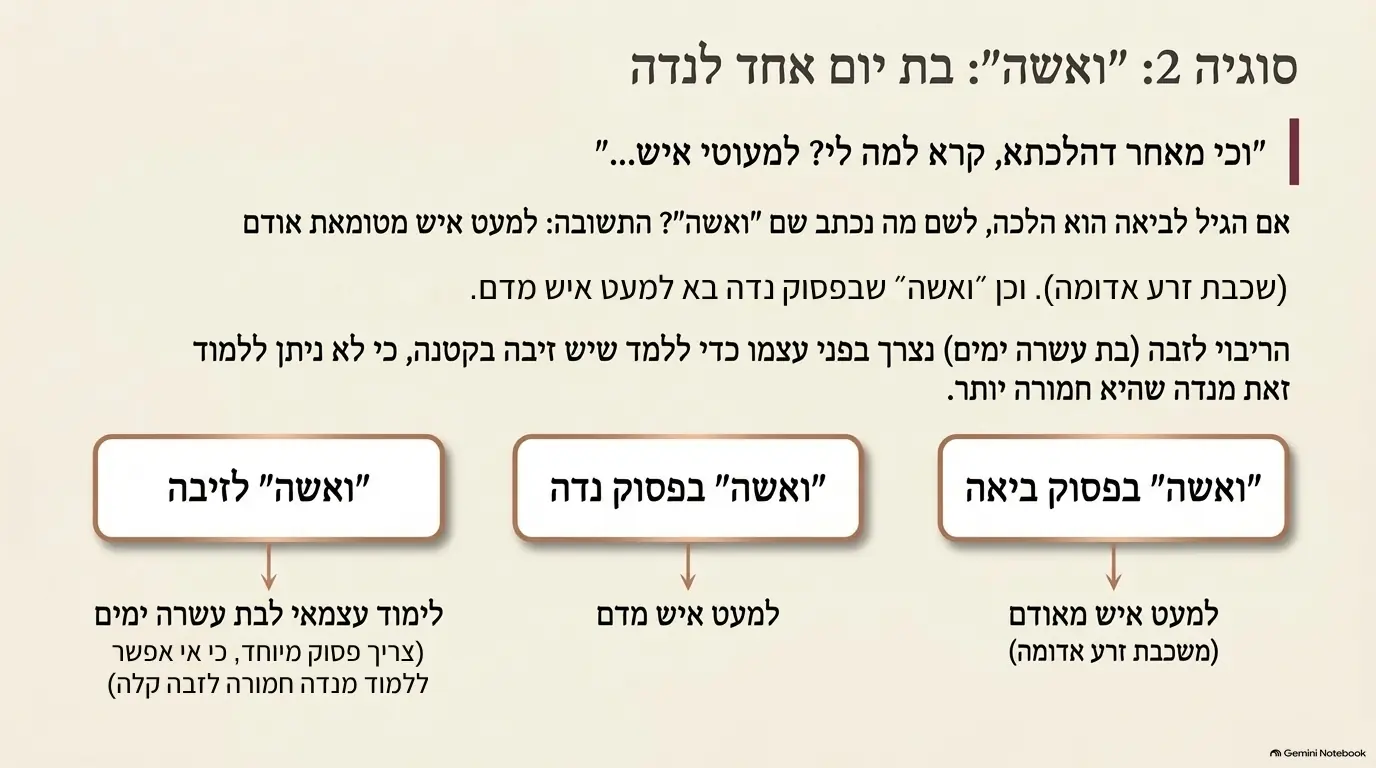 סוגיה 2: "ואשה": בת יום אחד לנדה
"וכי מאחר דהלכתא, קרא למה לי? למעוטי איש..."
אם הגיל לביאה הוא הלכה, לשם מה נכתב שם "ואשה"? התשובה: למעט איש מטומאת אודם
(שכבת זרע אדומה). וכן "ואשה" שבפסוק נדה בא למעט איש מדם.
הריבוי לזבה (בת עשרה ימים) נצרך בפני עצמו כדי ללמד שיש זיבה בקטנה, כי לא ניתן ללמוד
זאת מנדה שהיא חמורה יותר.
"ואשה" בפסוק ביאה
למעט איש מאודם
(משכבת זרע אדומה)
"ואשה" בפסוק נדה
למעט איש מדם
"ואשה" לזיבה
לימוד עצמאי לבת עשרה ימים
(צריך פסוק מיוחד, כי אי אפשר
ללמוד מנדה חמורה לזבה קלה)
Gemini Notebook